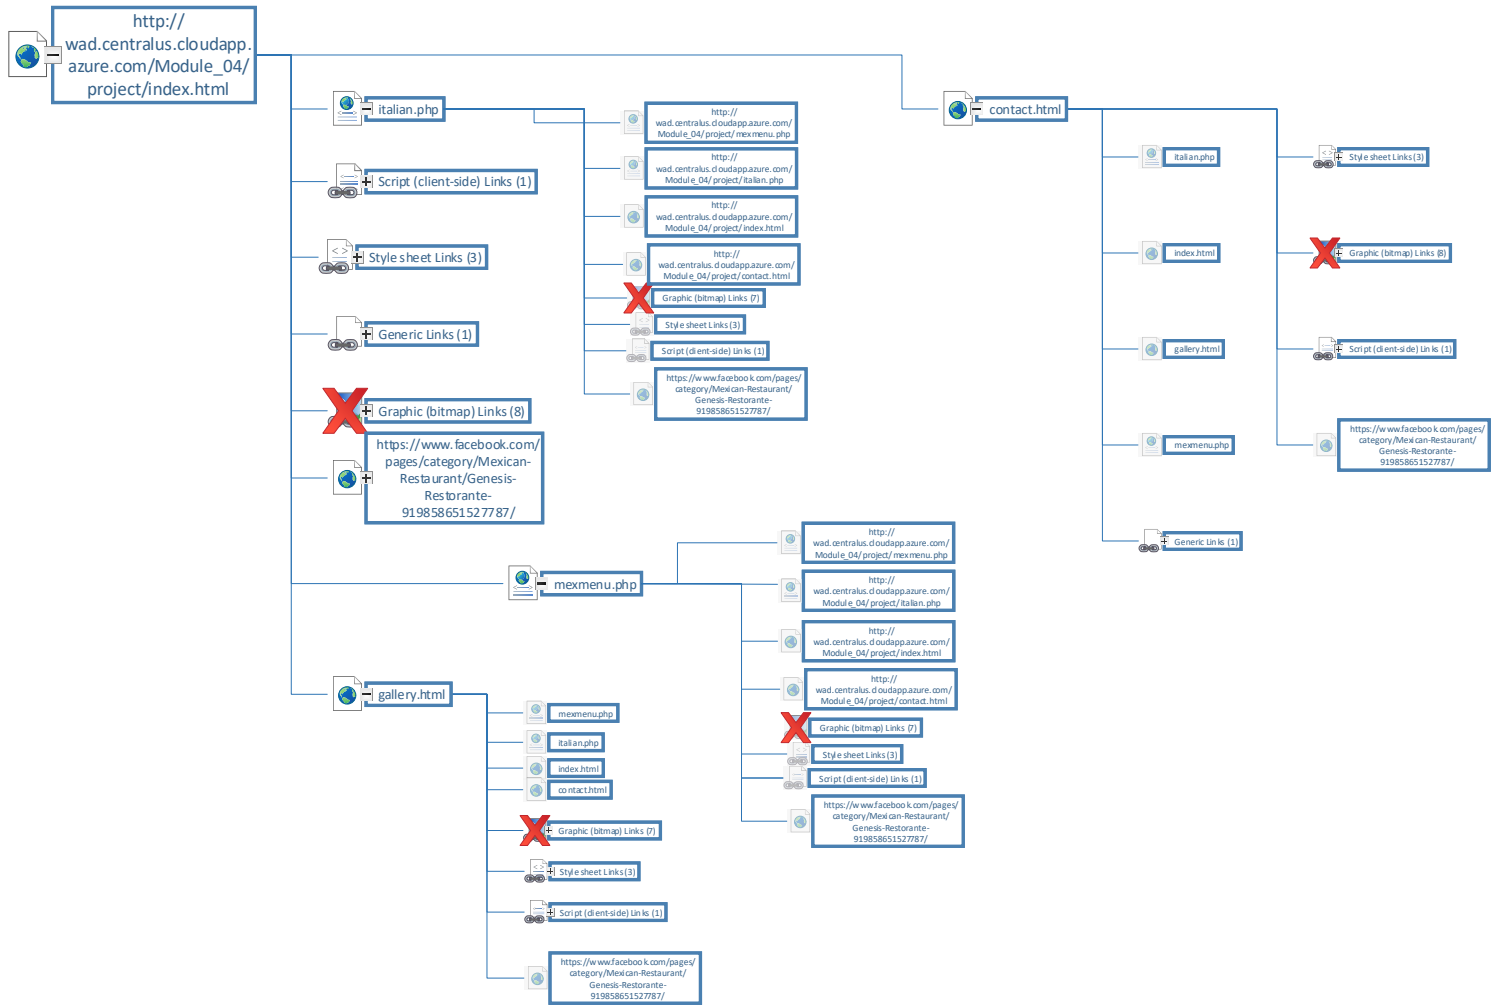 http://
wad.centralus.cloudapp.
azure.com/Module_04/
project/index.html
italian.php
http://
wad.centralus.cloudapp.azure.com/
Module_04/project/mexmenu.php
http://
wad.centralus.cloudapp.azure.com/
Module_04/project/italian.php
http://
wad.centralus.cloudapp.azure.com/
Module_04/project/index.html
http://
wad.centralus.cloudapp.azure.com/
Module_04/project/contact.html
Graphic (bitmap) Links (7)
Style sheet Links (3)
Script (client-side) Links (1)
https://www.facebook.com/pages/
category/Mexican-Restaurant/
Genesis-Restorante-
919858651527787/
Script (client-side) Links (1)
Style sheet Links (3)
Generic Links (1)
Graphic (bitmap) Links (8)
https://www.facebook.com/
pages/category/Mexican-
Restaurant/Genesis-
Restorante-
919858651527787/
mexmenu.php
http://
wad.centralus.cloudapp.azure.com/
Module_04/project/mexmenu.php
http://
wad.centralus.cloudapp.azure.com/
Module_04/project/italian.php
http://
wad.centralus.cloudapp.azure.com/
Module_04/project/index.html
http://
wad.centralus.cloudapp.azure.com/
Module_04/project/contact.html
Graphic (bitmap) Links (7)
Style sheet Links (3)
Script (client-side) Links (1)
https://www.facebook.com/pages/
category/Mexican-Restaurant/
Genesis-Restorante-
919858651527787/
gallery.html
mexmenu.php
italian.php
index.html
contact.html
Graphic (bitmap) Links (7)
Style sheet Links (3)
Script (client-side) Links (1)
https://www.facebook.com/pages/
category/Mexican-Restaurant/
Genesis-Restorante-
919858651527787/
contact.html
italian.php
index.html
gallery.html
mexmenu.php
Generic Links (1)
Style sheet Links (3)
Graphic (bitmap) Links (8)
Script (client-side) Links (1)
https://www.facebook.com/pages/
category/Mexican-Restaurant/
Genesis-Restorante-
919858651527787/